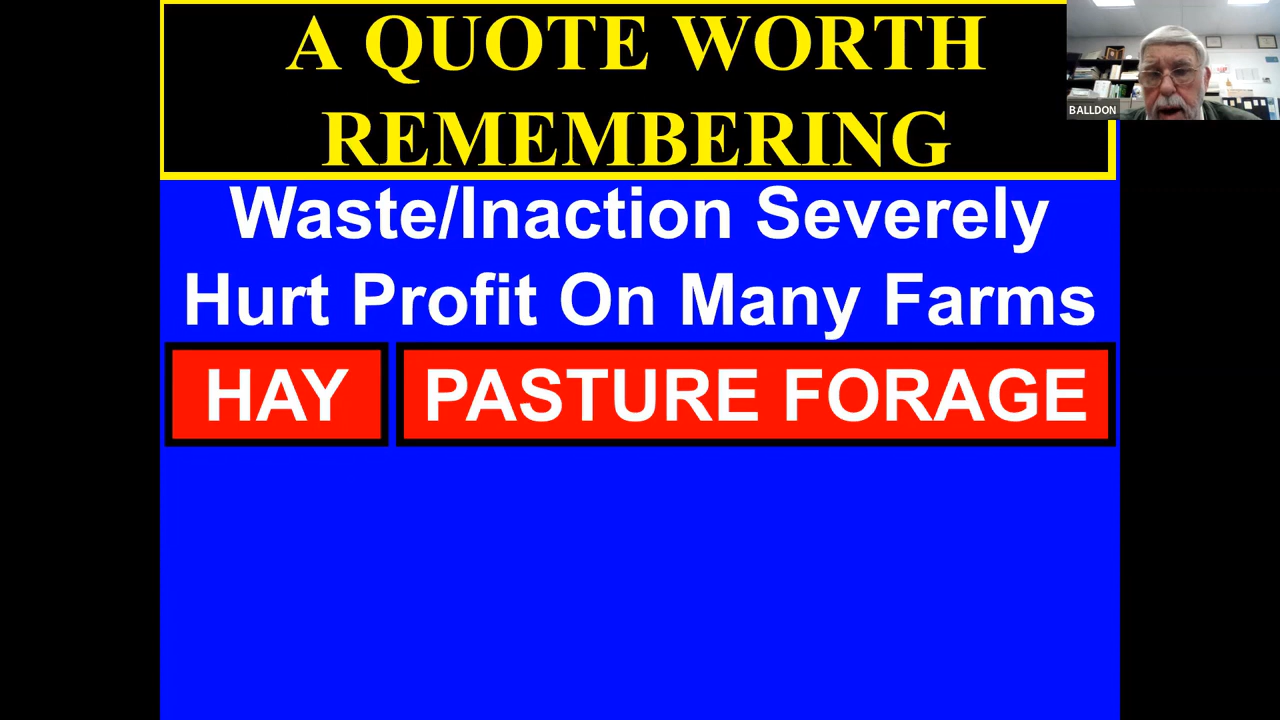 A QUOTE WORTH
REMEMBERING
BALLDON
Waste/Inaction Severely
Hurt Profit On Many Farms
HAY
PASTURE FORAGE